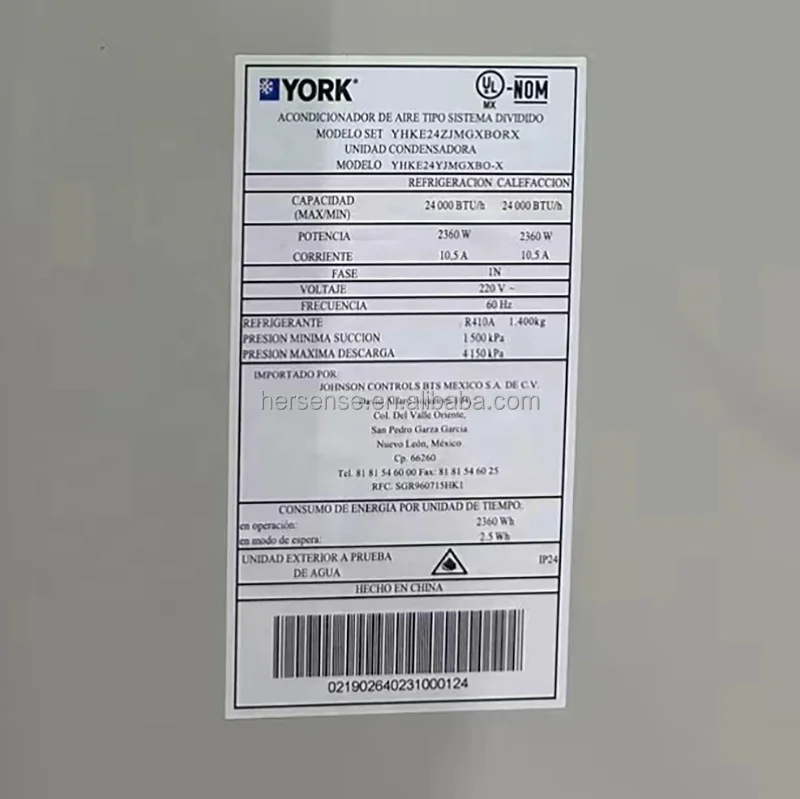 YORK®
UL MX -NOM
ACONDICIONADOR DE AIRE TIPO SISTEMA DIVIDIDO
MODELO SET YHKE24ZJMGXBORX
UNIDAD CONDENSADORA
MODELO YHKE24YJMGXBO-X
REFRIGERACION CALEFACCION
CAPACIDAD (MAX/MIN) 24 000 BTU/h 24 000 BTU/h
POTENCIA 2360 W 2360 W
CORRIENTE 10,5 A 10,5 A
FASE 1N
VOLTAJE 220 V ~
FRECUENCIA 60 Hz
REFRIGERANTE R410A 1.400kg
PRESION MINIMA SUCCION 1 500 kPa
PRESION MAXIMA DESCARGA 4 150 kPa
IMPORTADO POR
JOHNSON CONTROLS BTS MEXICO S.A. DE C.V.
hersense.en.alibaba.com
Col. Del Valle Oriente,
San Pedro Garza Garcia
Nuevo León, México
Cp. 66260
Tel. 81 81 54 60 00 Fax: 81 81 54 60 25
RFC. SGR960715HK1
CONSUMO DE ENERGÍA POR UNIDAD DE TIEMPO.
en operación: 2360 Wh
en modo de espera: 2.5 Wh
UNIDAD EXTERIOR A PRUEBA DE AGUA IP24
HECHO EN CHINA
021902640231000124